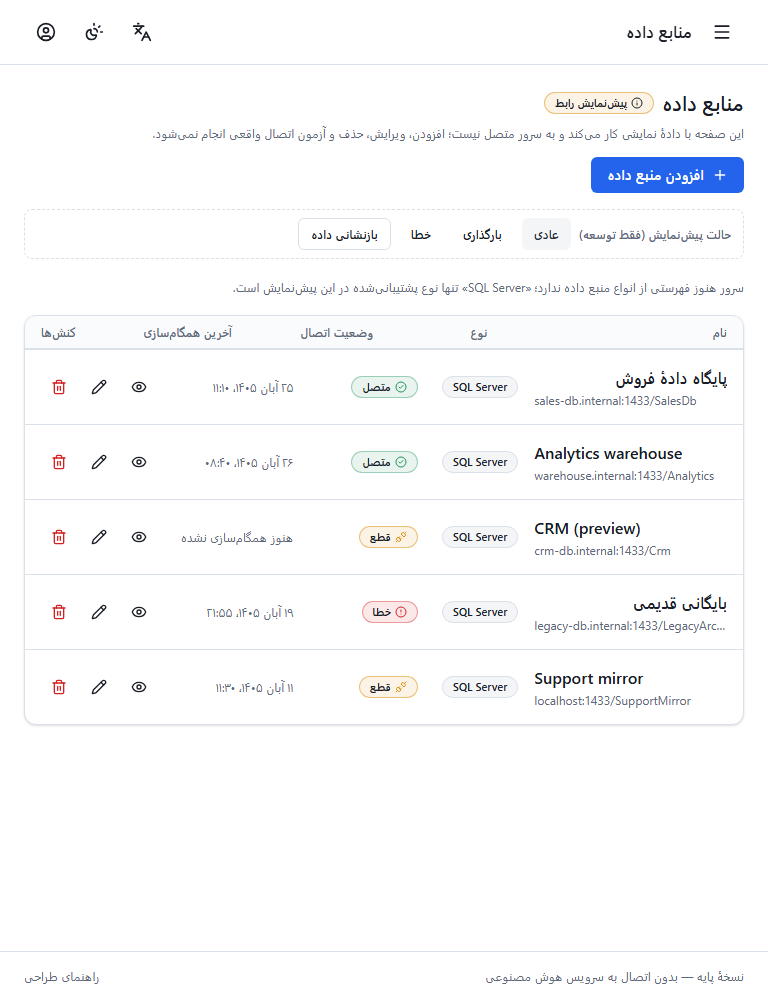 منابع داده
منابع داده پیش‌نمایش رابط
این صفحه با دادهٔ نمایشی کار می‌کند و به سرور متصل نیست؛ افزودن، ویرایش، حذف و آزمون اتصال واقعی انجام نمی‌شود.
+ افزودن منبع داده
حالت پیش‌نمایش (فقط توسعه) عادی بارگذاری خطا بازنشانی داده
سرور هنوز فهرستی از انواع منبع داده ندارد؛ «SQL Server» تنها نوع پشتیبانی‌شده در این پیش‌نمایش است.
نام نوع وضعیت اتصال آخرین همگام‌سازی کنش‌ها
پایگاه دادهٔ فروش SQL Server متصل ۲۵ آبان ۱۴۰۵، ۱۱:۱۰
sales-db.internal:1433/SalesDb
Analytics warehouse SQL Server متصل ۲۶ آبان ۱۴۰۵، ۰۸:۴۰
warehouse.internal:1433/Analytics
CRM (preview) SQL Server قطع هنوز همگام‌سازی نشده
crm-db.internal:1433/Crm
بایگانی قدیمی SQL Server خطا ۱۹ آبان ۱۴۰۵، ۲۱:۵۵
legacy-db.internal:1433/LegacyArc...
Support mirror SQL Server قطع ۱۱ آبان ۱۴۰۵، ۱۱:۳۰
localhost:1433/SupportMirror
نسخهٔ پایه — بدون اتصال به سرویس هوش مصنوعی راهنمای طراحی